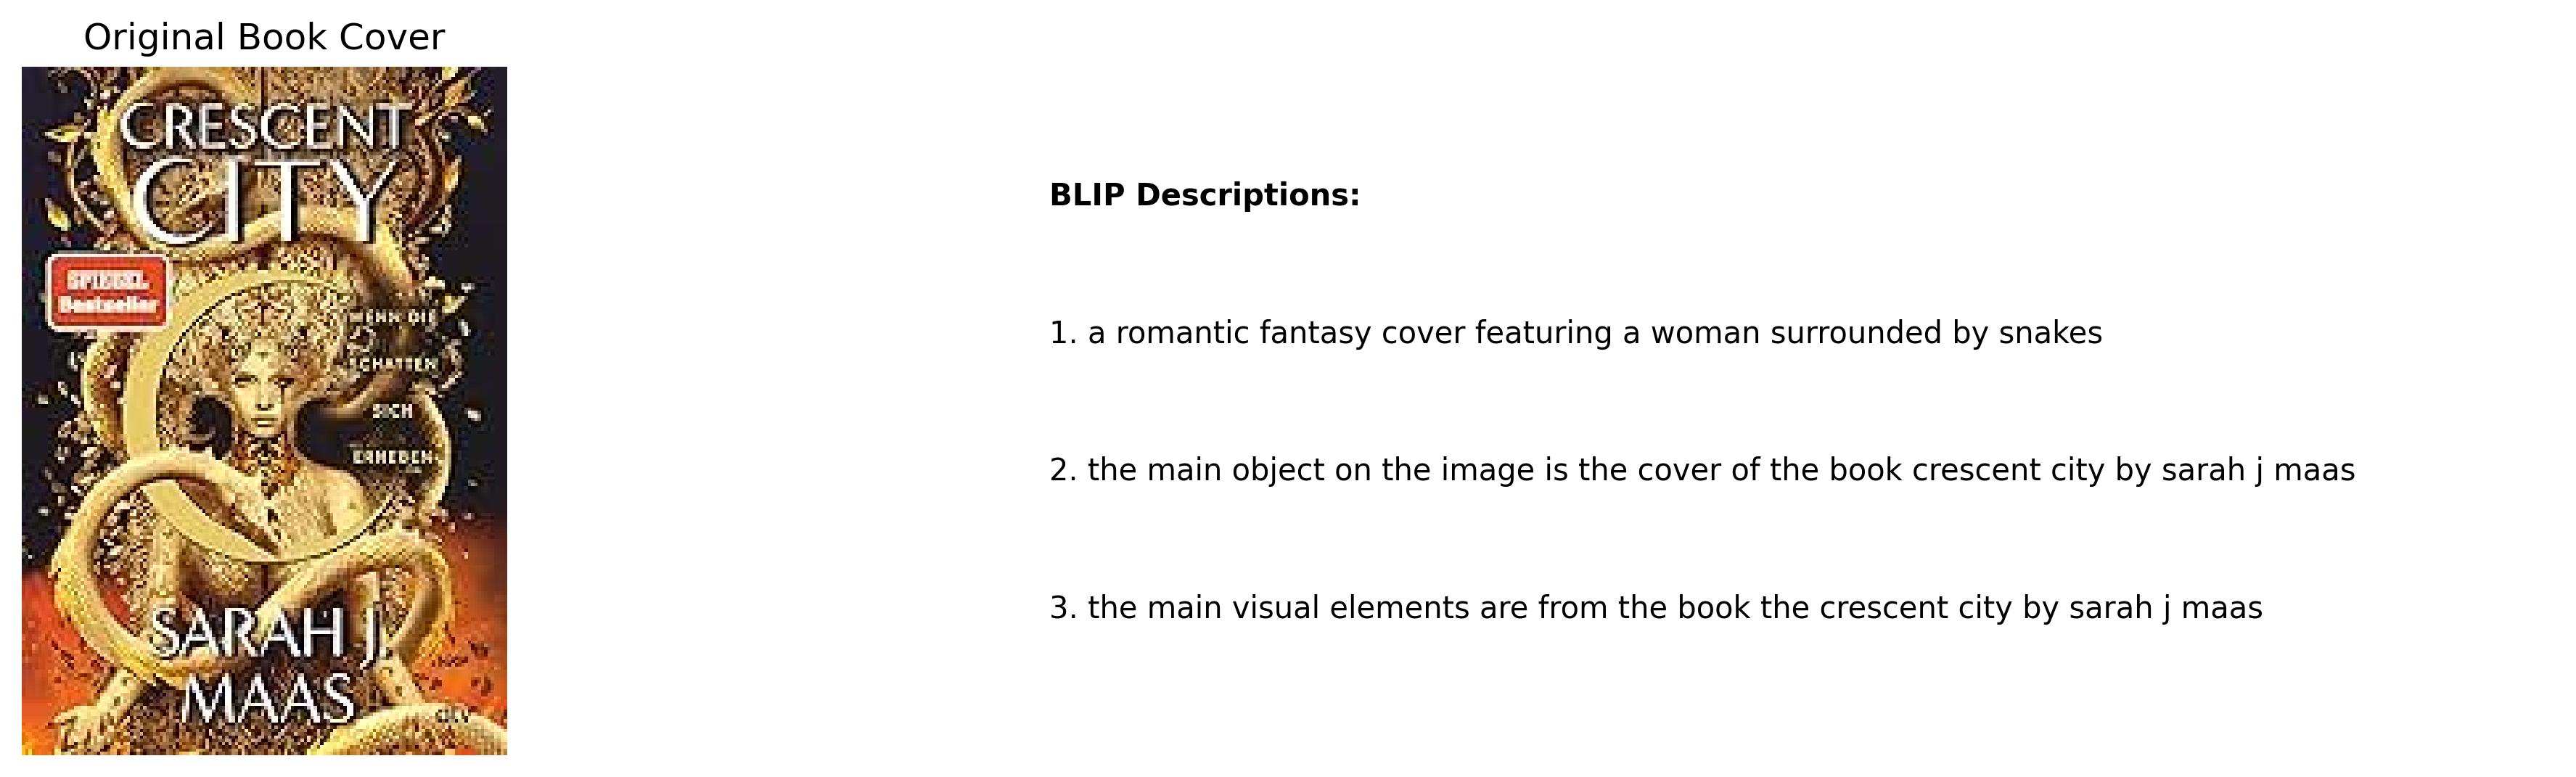 Original Book Cover
CRESCENT
CITY
SPIEGEL
Bestseller
WENN DIE
SCHATTEN
SICH
ERHEBEN
SARAH J.
MAAS
BLIP Descriptions:
1. a romantic fantasy cover featuring a woman surrounded by snakes
2. the main object on the image is the cover of the book crescent city by sarah j maas
3. the main visual elements are from the book the crescent city by sarah j maas